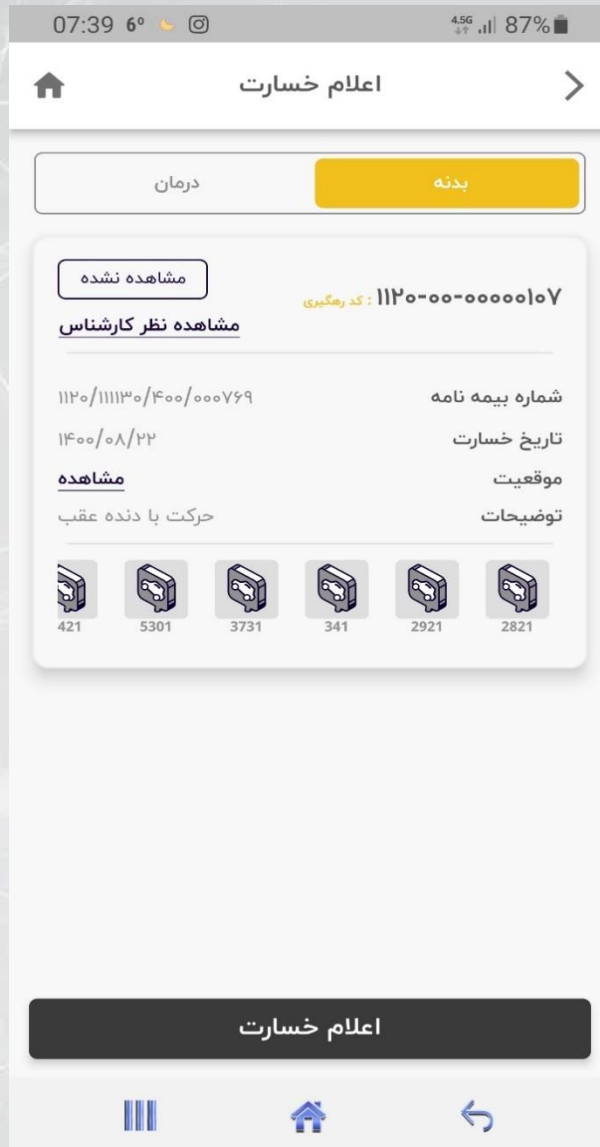 07:39 6° 4.5G 87%
اعلام خسارت
بدنه درمان
۱۱۲۰-۰۰-۰۰۰۰۰۱۰۷ : کد رهگیری
مشاهده نشده
مشاهده نظر کارشناس
شماره بیمه نامه ۱۱۲۰/۱۱۱۱۳۰/۴۰۰/۰۰۰۷۶۹
تاریخ خسارت ۱۴۰۰/۰۸/۲۲
موقعیت مشاهده
توضیحات حرکت با دنده عقب
2821 2921 341 3731 5301 421
اعلام خسارت